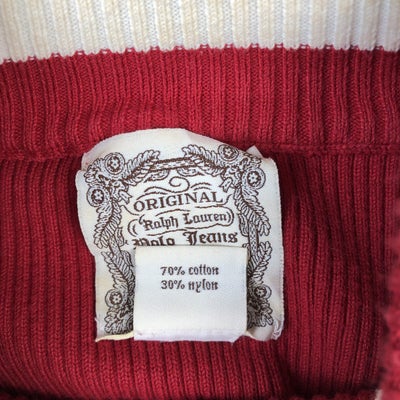 ORIGINAL
(Ralph Lauren)
Polo Jeans
70% cotton
30% nylon